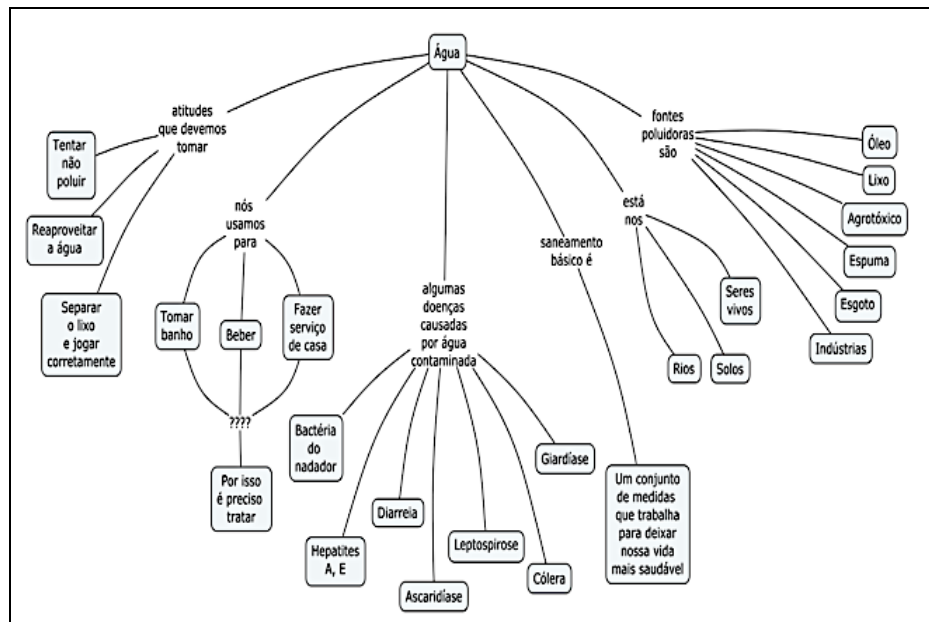 Água
atitudes
que devemos
tomar
Tentar
não
poluir
Reaproveitar
a água
Separar
o lixo
e jogar
corretamente
nós
usamos
para
Tomar
banho
Beber
Fazer
serviço
de casa
????
Por isso
é preciso
tratar
algumas
doenças
causadas
por água
contaminada
Bactéria
do
nadador
Hepatites
A, E
Diarreia
Ascaridíase
Leptospirose
Cólera
Giardíase
saneamento
básico é
Um conjunto
de medidas
que trabalha
para deixar
nossa vida
mais saudável
está
nos
Rios
Solos
Seres
vivos
fontes
poluidoras
são
Óleo
Lixo
Agrotóxico
Espuma
Esgoto
Indústrias